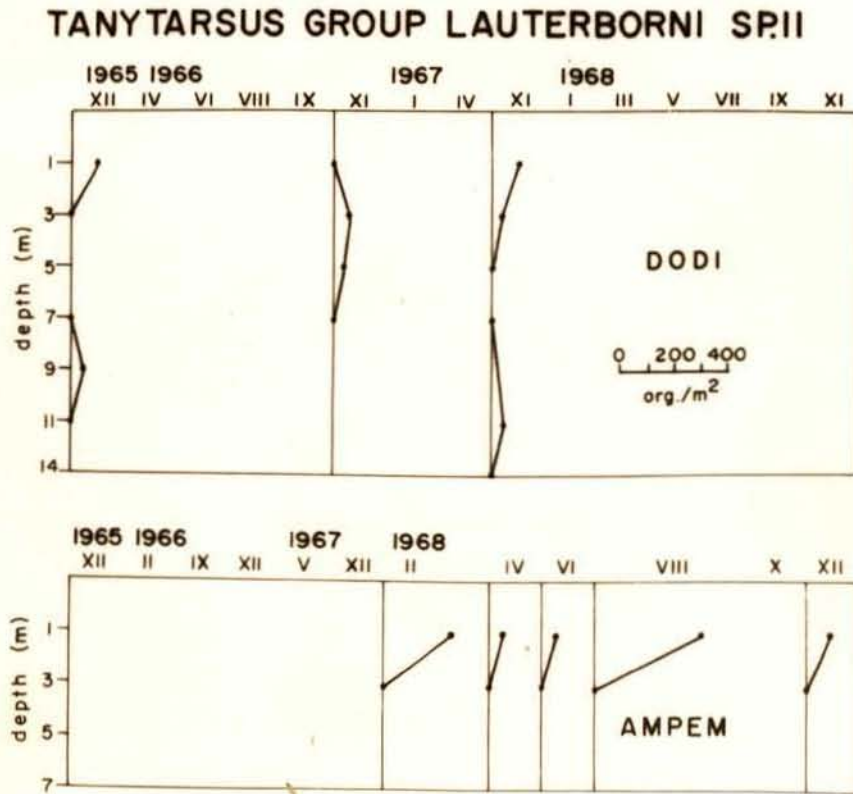 TANYTARSUS GROUP LAUTERBORNI SP.II
1965 1966 1967 1968
XII IV VI VIII IX XI I IV XI I III V VII IX XI
1
3
5
7
9
11
14
depth (m)
DODI
0 200 400
org./m²
1965 1966 1967 1968
XII II IX XII V XII II IV VI VIII X XII
1
3
5
7
depth (m)
AMPEM